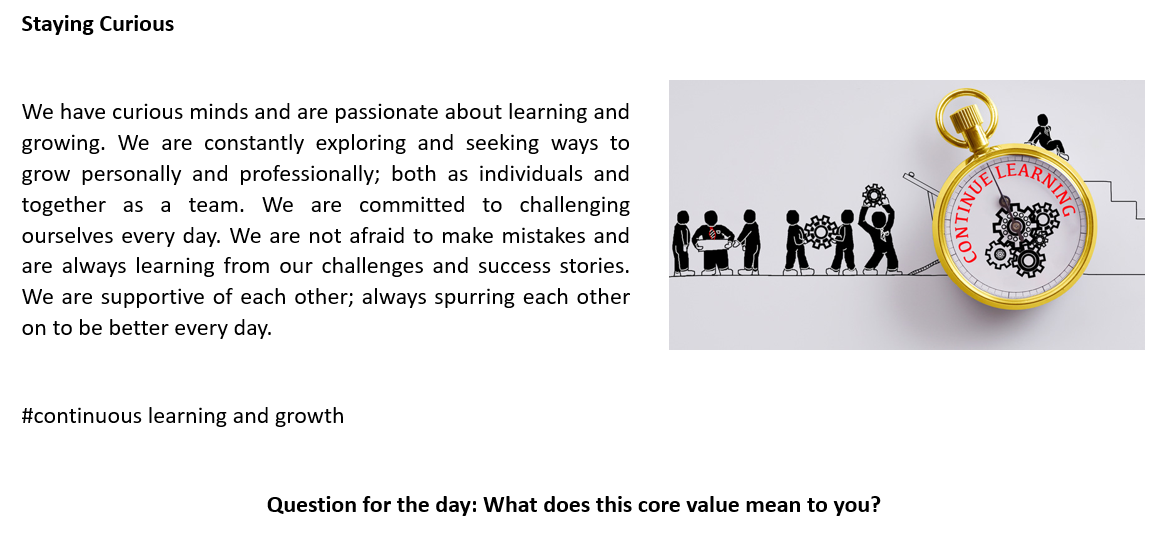 Staying Curious
We have curious minds and are passionate about learning and
growing. We are constantly exploring and seeking ways to
grow personally and professionally; both as individuals and
together as a team. We are committed to challenging
ourselves every day. We are not afraid to make mistakes and
are always learning from our challenges and success stories.
We are supportive of each other; always spurring each other
on to be better every day.
CONTINUE LEARNING
#continuous learning and growth
Question for the day: What does this core value mean to you?